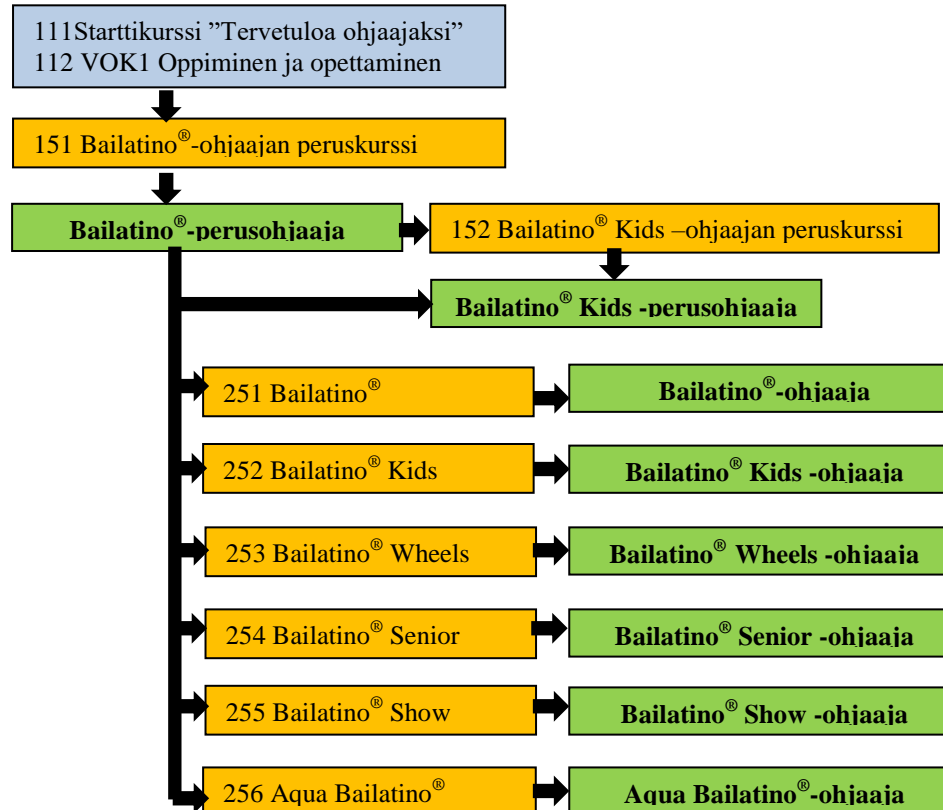 111Starttikurssi ”Tervetuloa ohjaajaksi”
112 VOK1 Oppiminen ja opettaminen
151 Bailatino®-ohjaajan peruskurssi
Bailatino®-perusohjaaja
152 Bailatino® Kids –ohjaajan peruskurssi
Bailatino® Kids -perusohjaaja
251 Bailatino®
Bailatino®-ohjaaja
252 Bailatino® Kids
Bailatino® Kids -ohjaaja
253 Bailatino® Wheels
Bailatino® Wheels -ohjaaja
254 Bailatino® Senior
Bailatino® Senior -ohjaaja
255 Bailatino® Show
Bailatino® Show -ohjaaja
256 Aqua Bailatino®
Aqua Bailatino®-ohjaaja